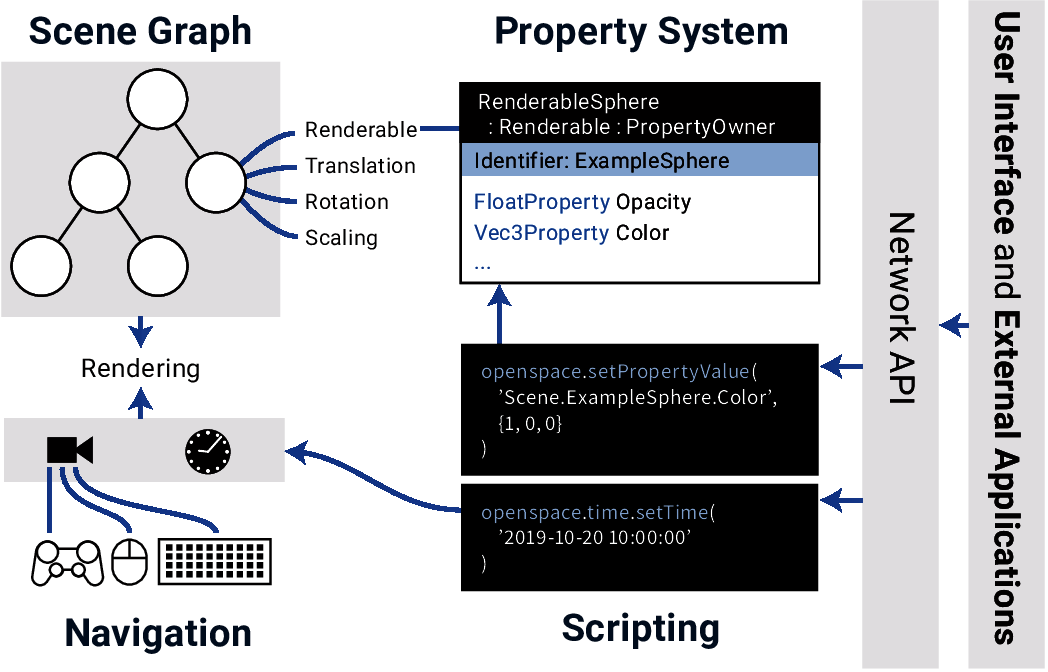 Scene Graph
Property System
Renderable
Translation
Rotation
Scaling
RenderableSphere
: Renderable : PropertyOwner
Identifier: ExampleSphere
FloatProperty Opacity
Vec3Property Color
...
Rendering
openspace.setPropertyValue(
’Scene.ExampleSphere.Color’,
{1, 0, 0}
)
openspace.time.setTime(
’2019-10-20 10:00:00’
)
Navigation
Scripting
Network API
User Interface and External Applications